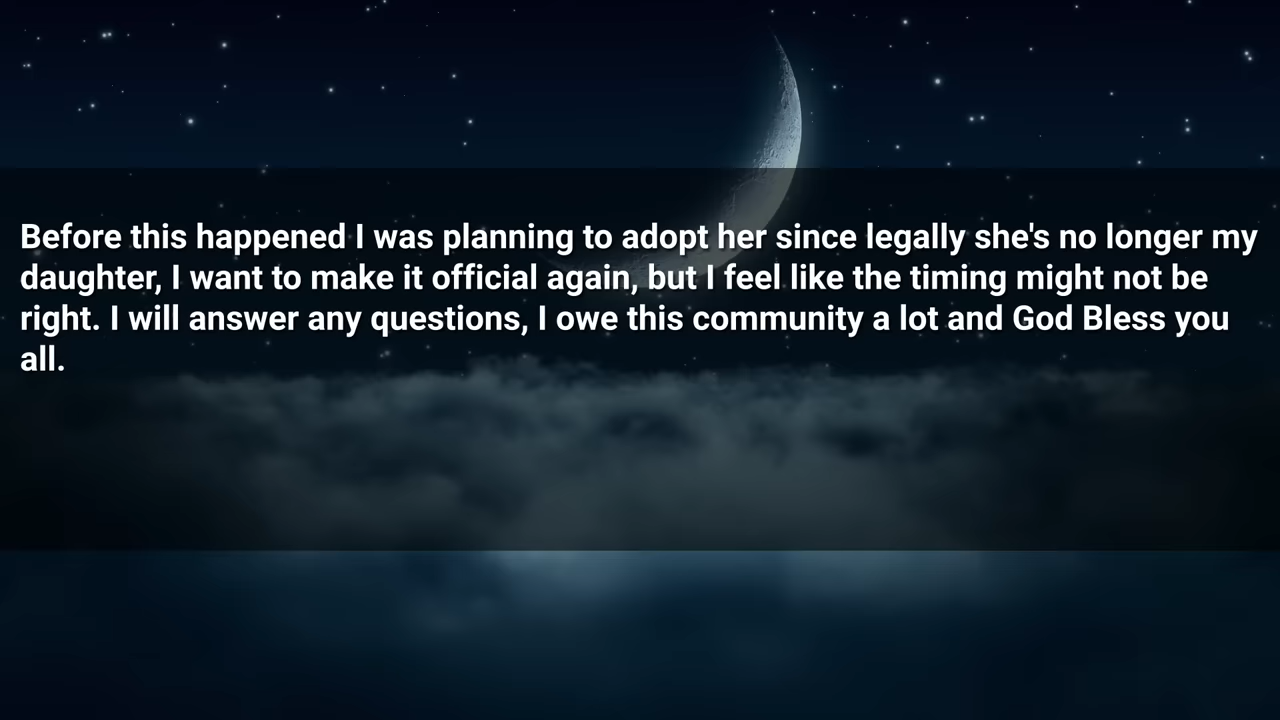 Before this happened I was planning to adopt her since legally she's no longer my
daughter, I want to make it official again, but I feel like the timing might not be
right. I will answer any questions, I owe this community a lot and God Bless you
all.